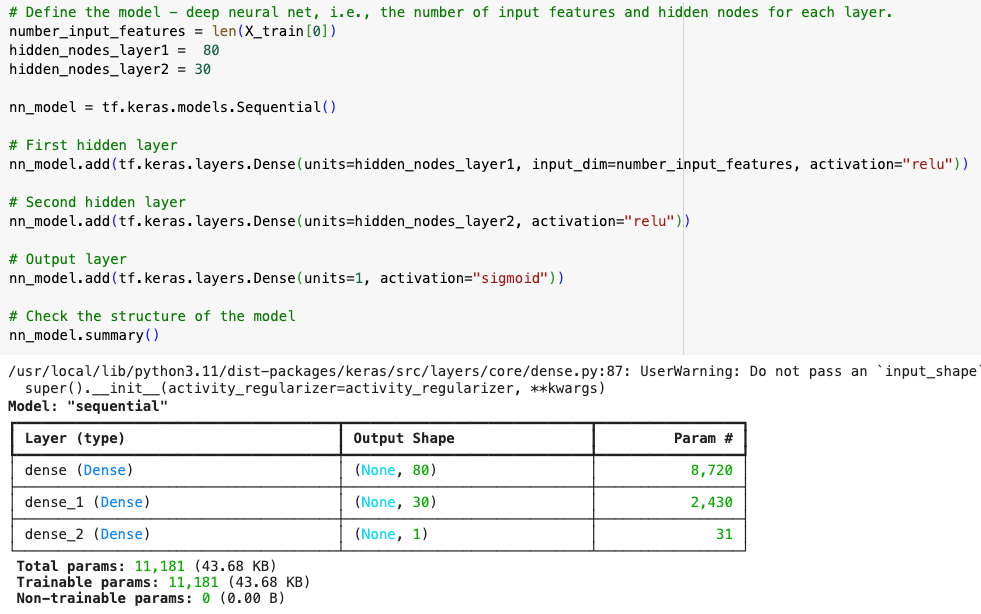 # Define the model - deep neural net, i.e., the number of input features and hidden nodes for each layer.
number_input_features = len(X_train[0])
hidden_nodes_layer1 =  80
hidden_nodes_layer2 = 30
nn_model = tf.keras.models.Sequential()
# First hidden layer
nn_model.add(tf.keras.layers.Dense(units=hidden_nodes_layer1, input_dim=number_input_features, activation="relu"))
# Second hidden layer
nn_model.add(tf.keras.layers.Dense(units=hidden_nodes_layer2, activation="relu"))
# Output layer
nn_model.add(tf.keras.layers.Dense(units=1, activation="sigmoid"))
# Check the structure of the model
nn_model.summary()
/usr/local/lib/python3.11/dist-packages/keras/src/layers/core/dense.py:87: UserWarning: Do not pass an `input_shape`
super().__init__(activity_regularizer=activity_regularizer, **kwargs)
Model: "sequential"
Layer (type) Output Shape Param #
dense (Dense) (None, 80) 8,720
dense_1 (Dense) (None, 30) 2,430
dense_2 (Dense) (None, 1) 31
Total params: 11,181 (43.68 KB)
Trainable params: 11,181 (43.68 KB)
Non-trainable params: 0 (0.00 B)